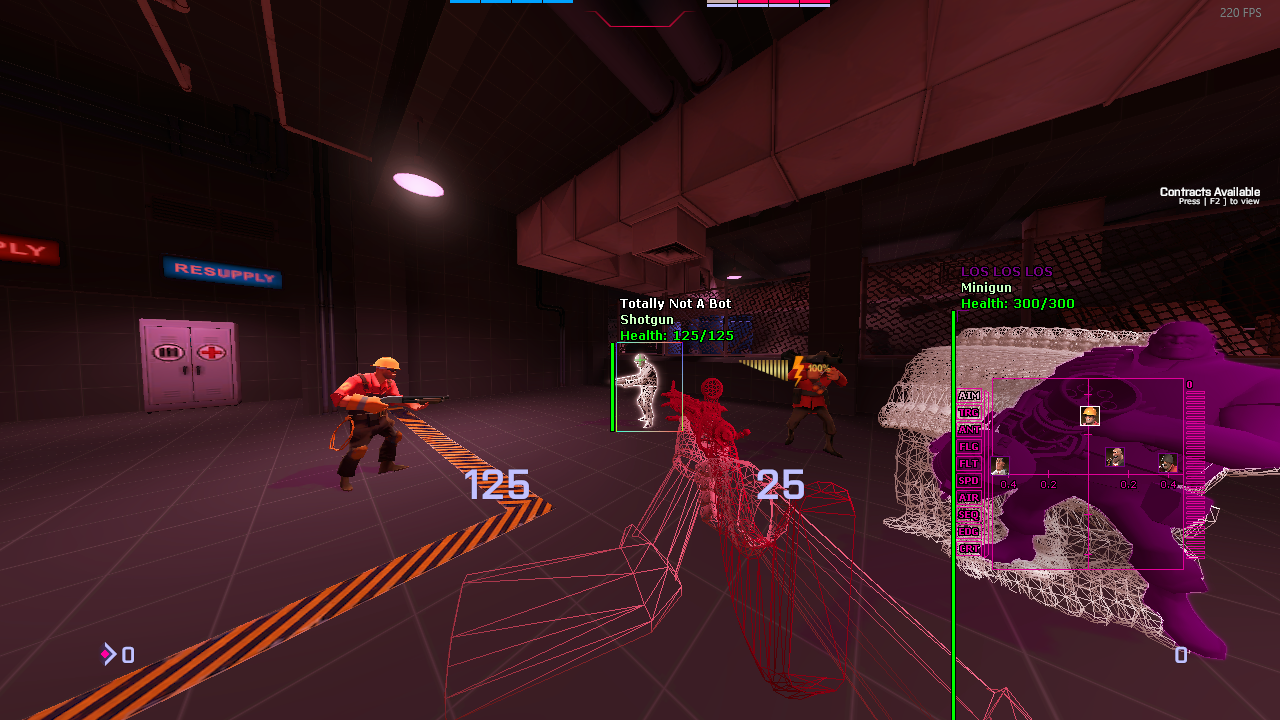 220 FPS
Contracts Available
Press [ F2 ] to view
PLY
RESUPPLY
LOS LOS LOS
Minigun
Health: 300/300
Totally Not A Bot
Shotgun
Health: 125/125
100%
0
AIM
TRG
ANT
FLG
FLT
SPD
AIR
SEQ
EDG
CRT
0.4
0.2
0.2
0.4
125
25
0
0